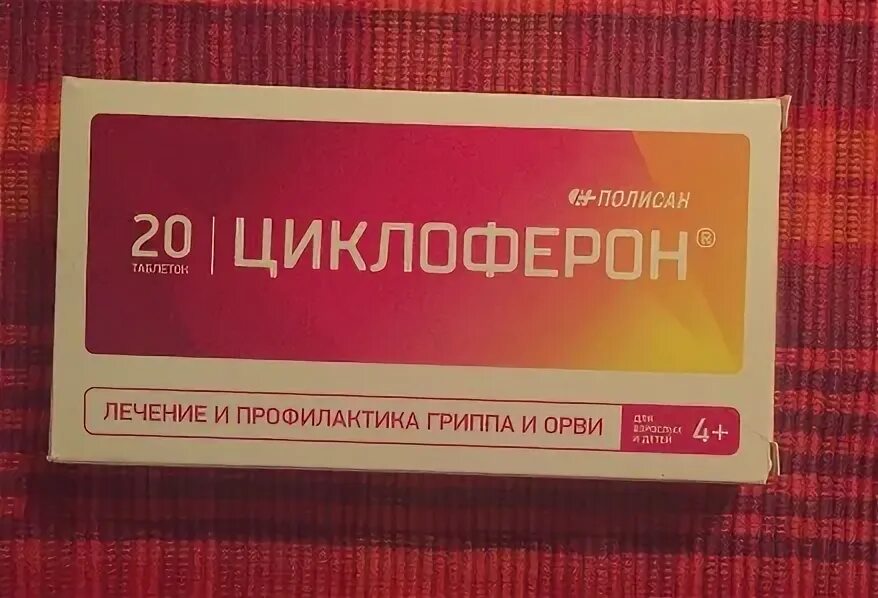 ПОЛИСАН
20 ТАБЛЕТОК
ЦИКЛОФЕРОН®
ЛЕЧЕНИЕ И ПРОФИЛАКТИКА ГРИППА И ОРВИ
ДЛЯ
ВЗРОСЛЫХ
И ДЕТЕЙ
4+